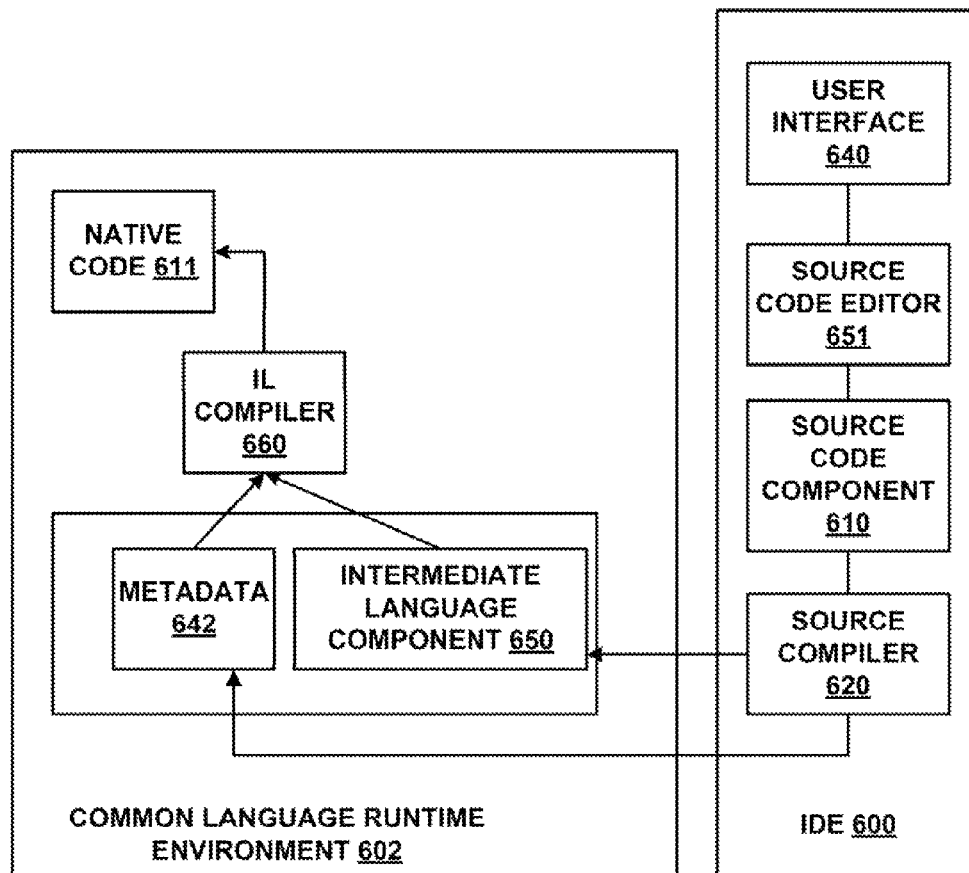 USER
INTERFACE
640
NATIVE
CODE 611
SOURCE
CODE EDITOR
651
IL
COMPILER
660
SOURCE
CODE
COMPONENT
610
METADATA
642
INTERMEDIATE
LANGUAGE
COMPONENT 650
SOURCE
COMPILER
620
COMMON LANGUAGE RUNTIME
ENVIRONMENT 602
IDE 600